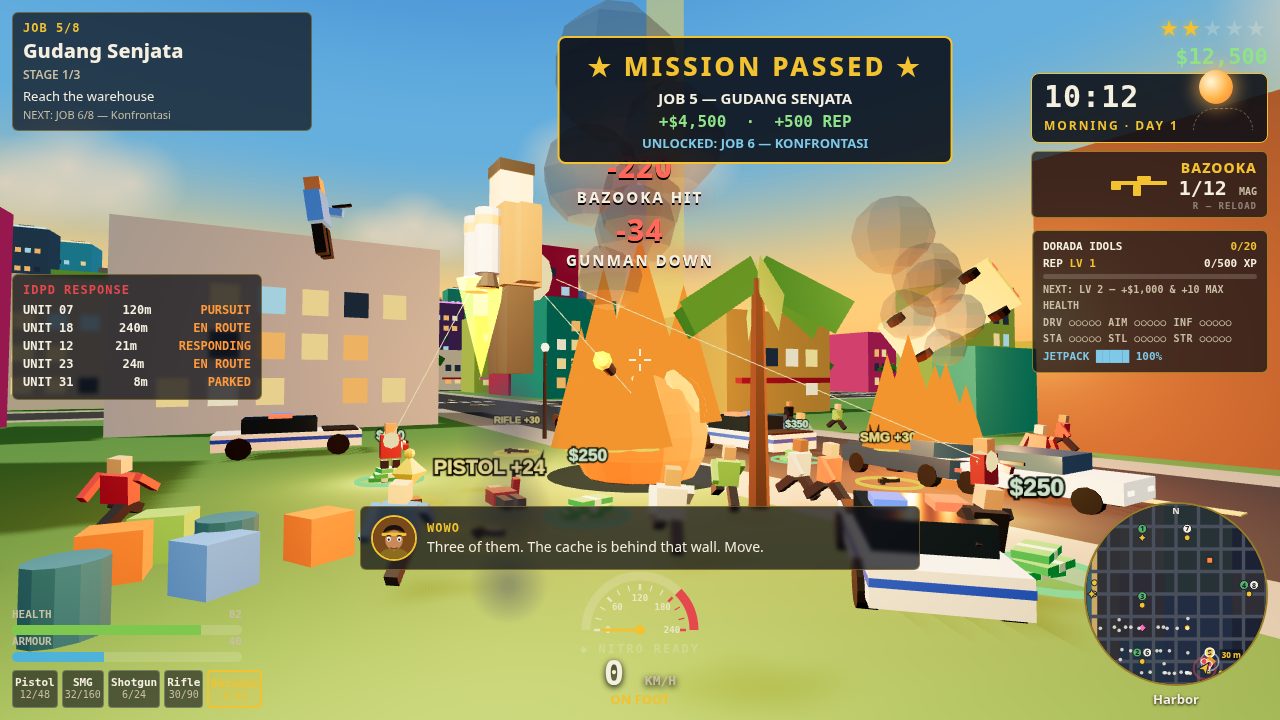 JOB 5/8
Gudang Senjata
STAGE 1/3
Reach the warehouse
NEXT: JOB 6/8 — Konfrontasi
★ MISSION PASSED ★
JOB 5 — GUDANG SENJATA
+$4,500 · +500 REP
UNLOCKED: JOB 6 — KONFRONTASI
$12,500
10:12
MORNING · DAY 1
BAZOOKA
1/12 MAG
R — RELOAD
-220
BAZOOKA HIT
-34
GUNMAN DOWN
DORADA IDOLS 0/20
REP LV 1 0/500 XP
NEXT: LV 2 — +$1,000 & +10 MAX
HEALTH
DRV ○○○○○ AIM ○○○○○ INF ○○○○○
STA ○○○○○ STL ○○○○○ STR ○○○○○
JETPACK █████ 100%
IDPD RESPONSE
UNIT 07 120m PURSUIT
UNIT 18 240m EN ROUTE
UNIT 12 21m RESPONDING
UNIT 23 24m EN ROUTE
UNIT 31 8m PARKED
RIFLE +30
$350
SMG +30
PISTOL +24
$250
$250
WOWO
Three of them. The cache is behind that wall. Move.
HEALTH 82
ARMOUR 40
Pistol 12/48
SMG 32/160
Shotgun 6/24
Rifle 30/90
60 120 180 240
NITRO READY
0 KM/H
ON FOOT
N
30 m
Harbor